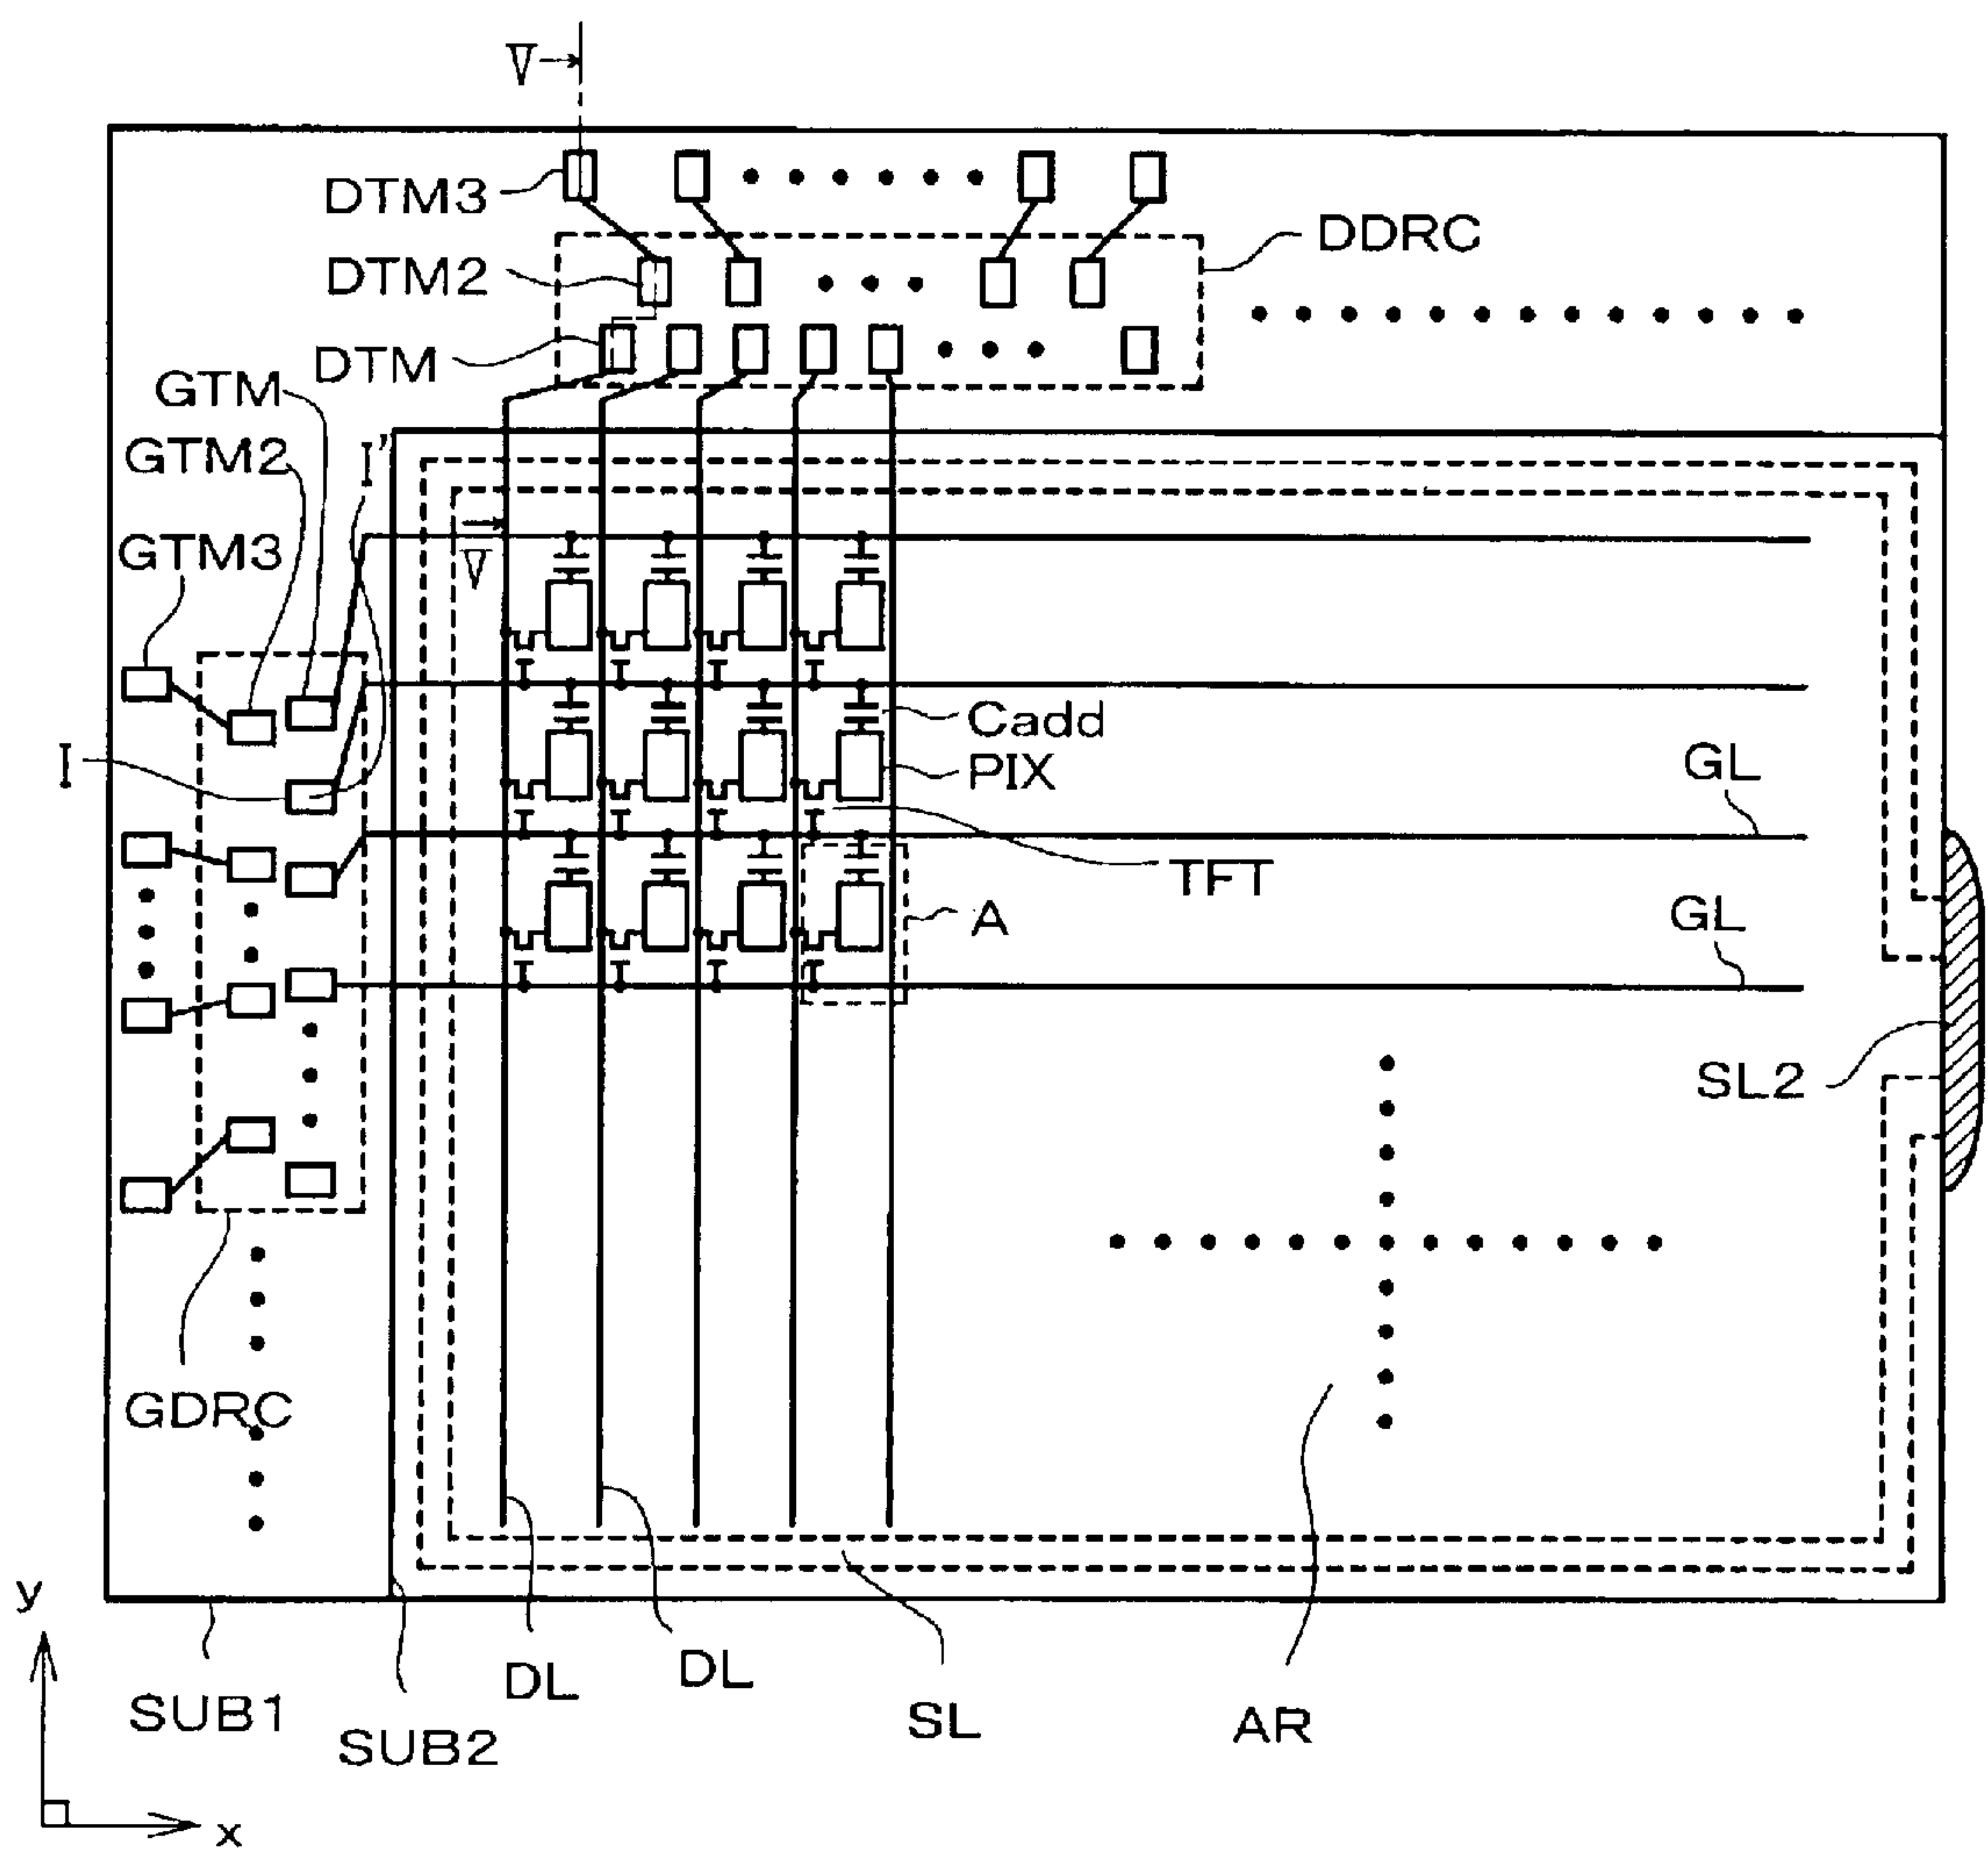 V
DTM3
DDRC
DTM2
DTM
GTM
GTM2
I'
GTM3
V
Cadd
I
PIX
GL
TFT
GL
A
SL2
GDRC
y
DL
DL
SUB1
SL
AR
SUB2
x